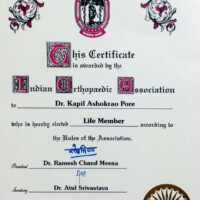 This Certificate
is awarded by the
Indian Orthopaedic Association
to Dr. Kapil Ashokrao Pore
who is hereby elected Life Member according to
the Rules of the Association.
President Dr. Ramesh Chand Meena
Secretary Dr. Atul Srivastava